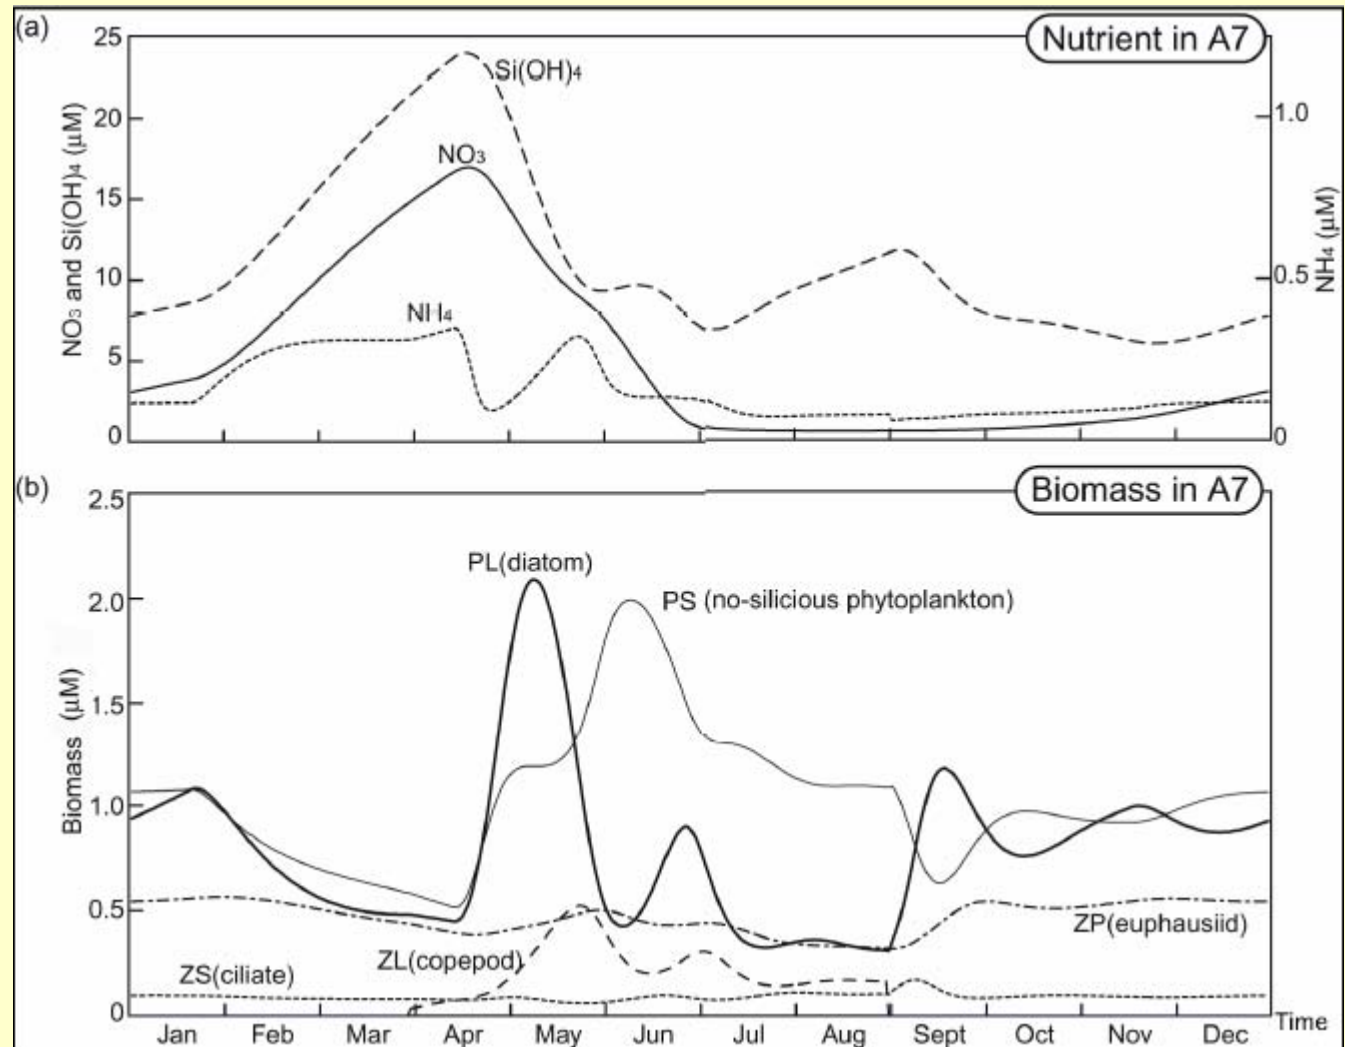 (a)
Nutrient in A7
25
20
15
10
5
0
NO3 and Si(OH)4 (μM)
1.0
0.5
0
NH4 (μM)
Si(OH)4
NO3
NH4
(b)
Biomass in A7
2.5
2.0
1.5
1.0
0.5
0
Biomass (μM)
PL(diatom)
PS (no-silicious phytoplankton)
ZP(euphausiid)
ZL(copepod)
ZS(ciliate)
Jan Feb Mar Apr May Jun Jul Aug Sept Oct Nov Dec
Time